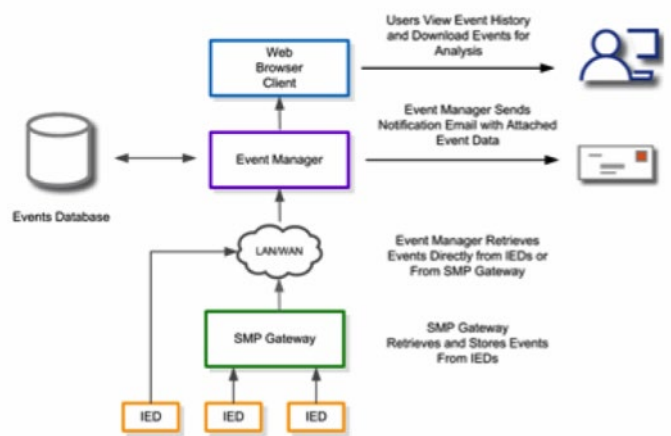 Users View Event History
and Download Events for
Analysis
Web
Browser
Client
Event Manager Sends
Notification Email with Attached
Event Data
Event Manager
Events Database
LAN/WAN
Event Manager Retrieves
Events Directly from IEDs or
From SMP Gateway
SMP Gateway
SMP Gateway
Retrieves and Stores Events
From IEDs
IED
IED
IED